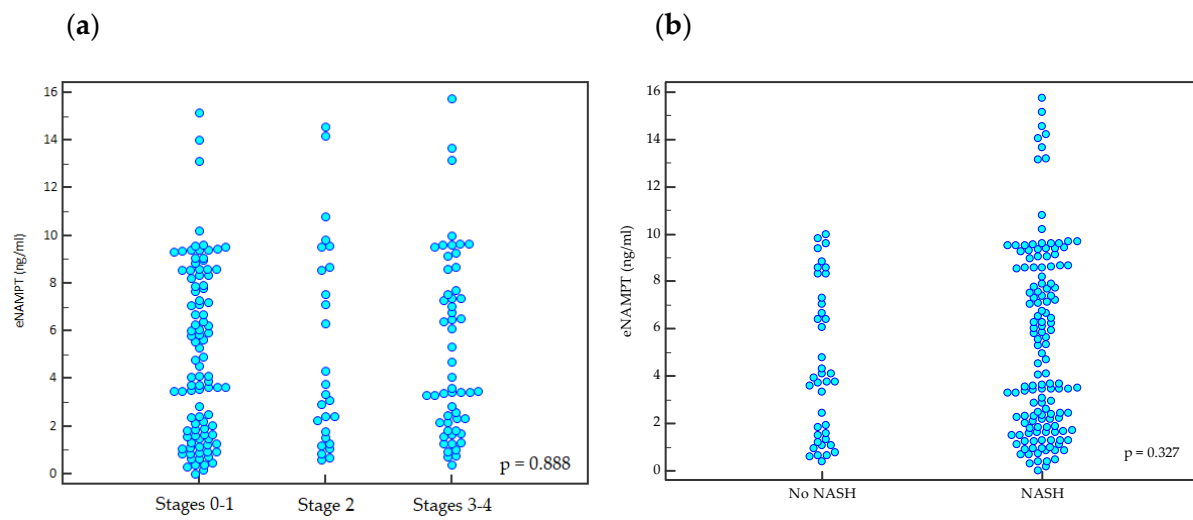 (a)
(b)
16
14
12
10
8
6
4
2
0
eNAMPT (ng/ml)
p = 0.888
Stages 0-1
Stage 2
Stages 3-4
16
14
12
10
8
6
4
2
0
eNAMPT (ng/ml)
p = 0.327
No NASH
NASH